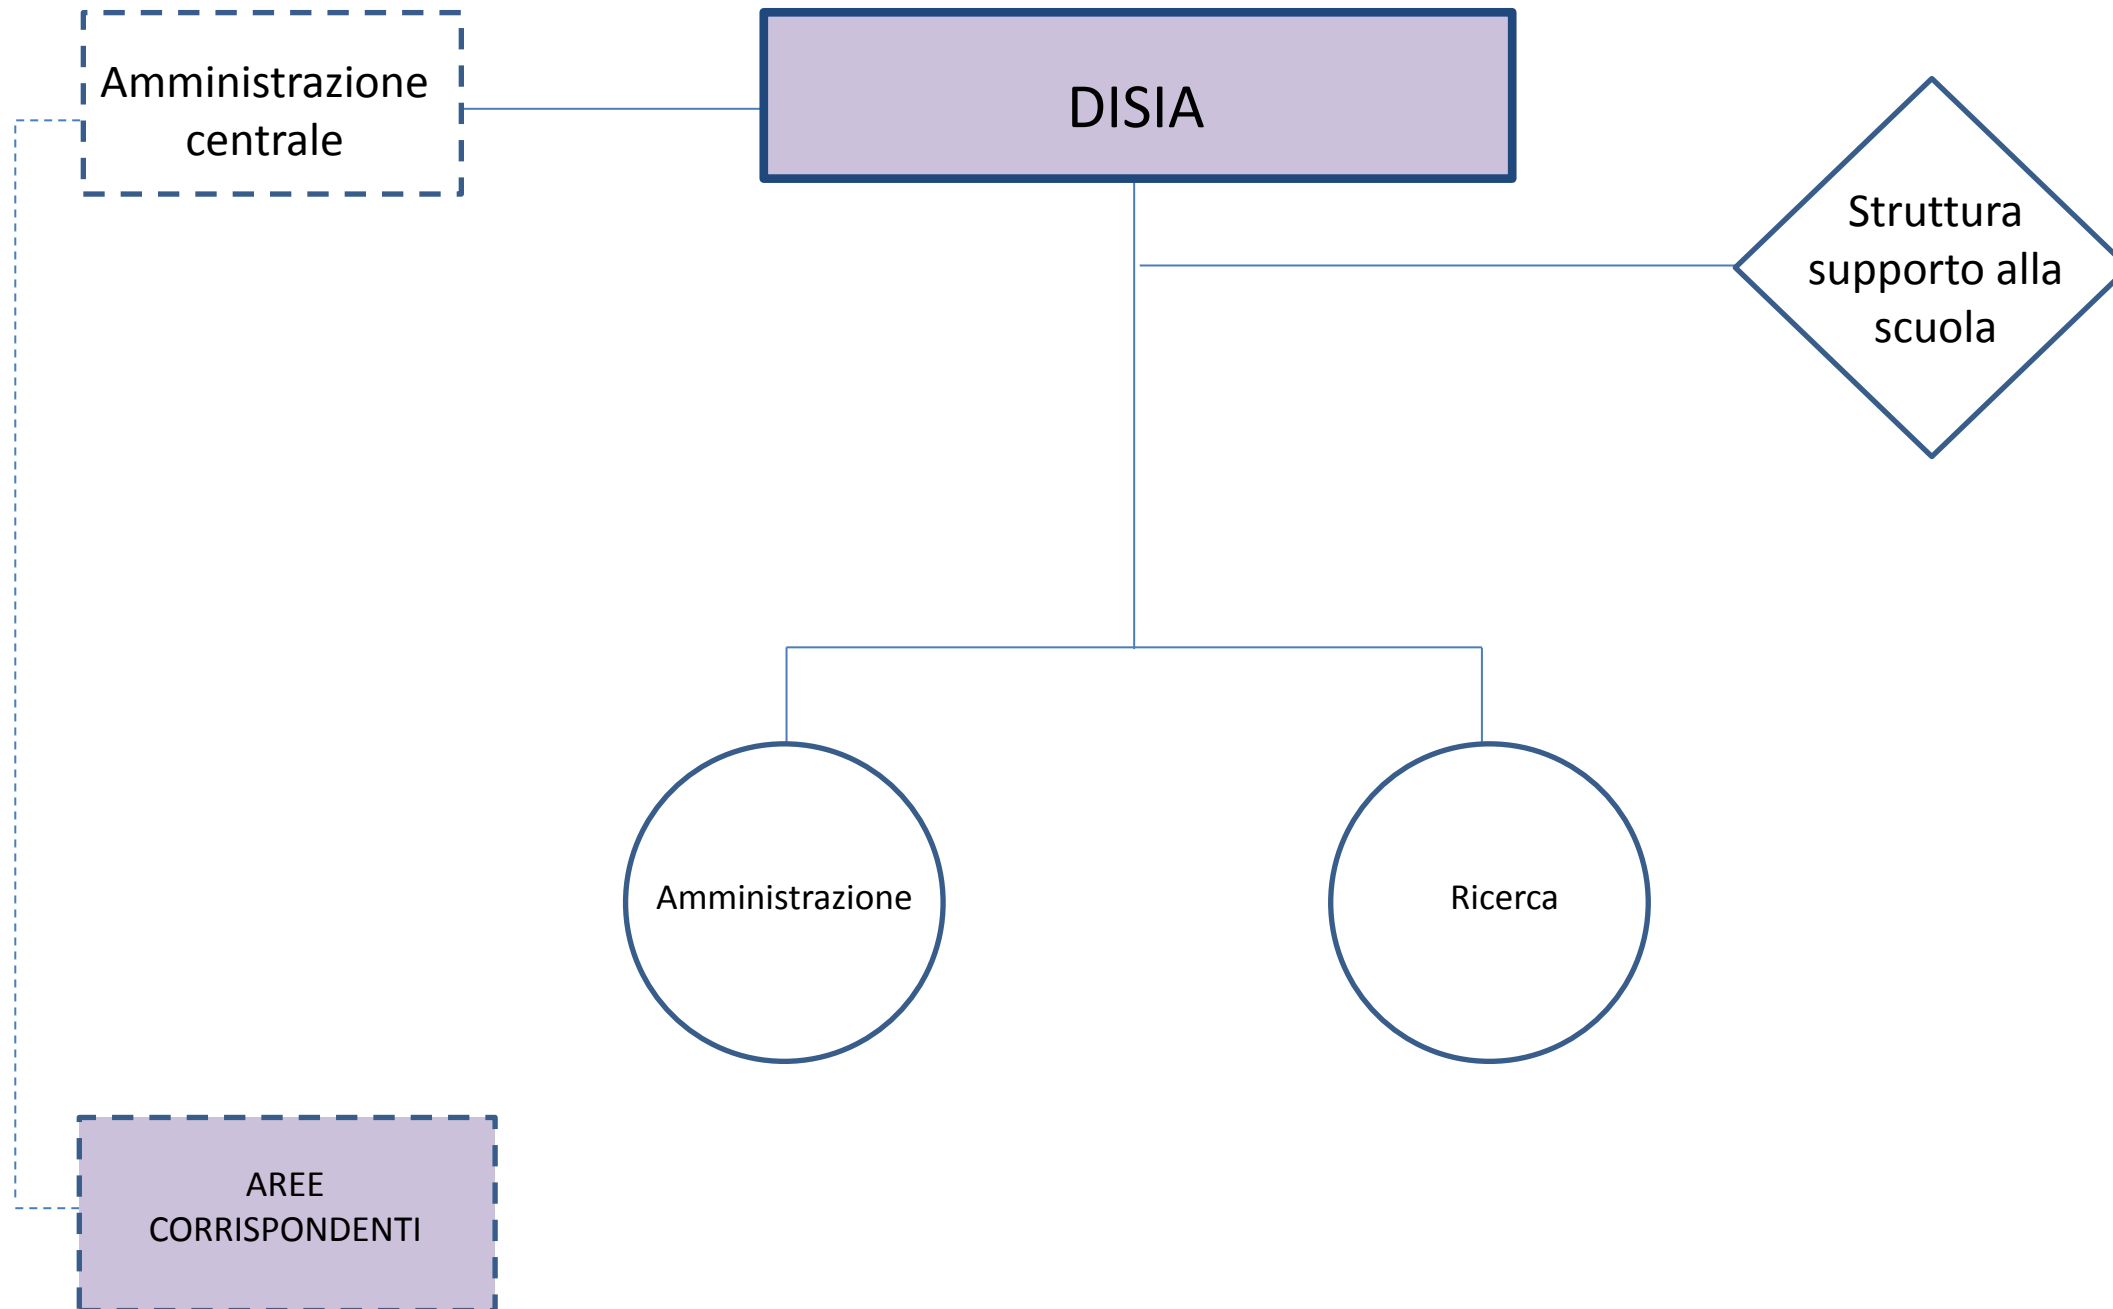 Amministrazione
centrale
DISIA
Struttura
supporto alla
scuola
Amministrazione
Ricerca
AREE
CORRISPONDENTI